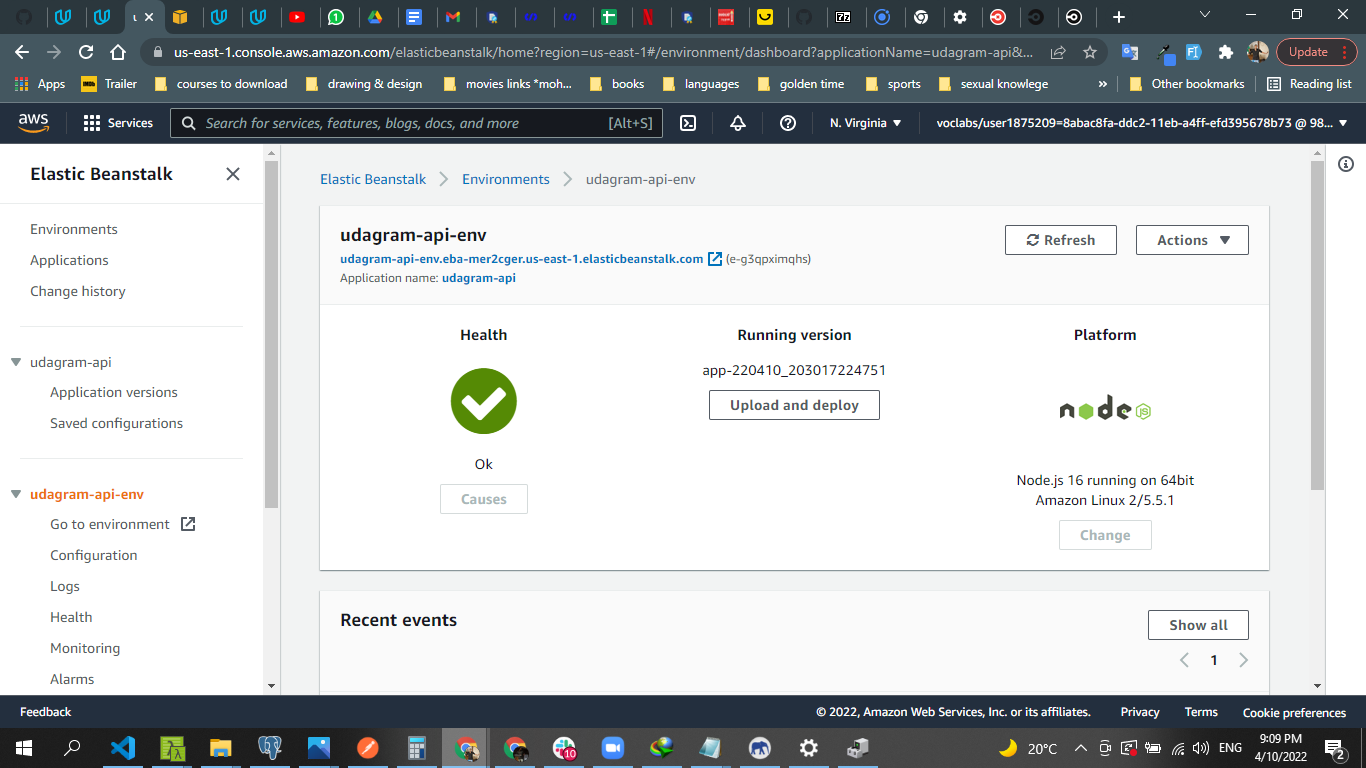 us-east-1.console.aws.amazon.com/elasticbeanstalk/home?region=us-east-1#/environment/dashboard?applicationName=udagram-api&...
Update
Apps
Trailer
courses to download
drawing & design
movies links *moh...
books
languages
golden time
sports
sexual knowlege
»
Other bookmarks
Reading list
aws
Services
Search for services, features, blogs, docs, and more
[Alt+S]
N. Virginia
voclabs/user1875209=8abac8fa-ddc2-11eb-a4ff-efd395678b73 @ 98...
Elastic Beanstalk
Environments
Applications
Change history
udagram-api
Application versions
Saved configurations
udagram-api-env
Go to environment
Configuration
Logs
Health
Monitoring
Alarms
Elastic Beanstalk > Environments > udagram-api-env
udagram-api-env
udagram-api-env.eba-mer2cger.us-east-1.elasticbeanstalk.com (e-g3qpximqhs)
Application name: udagram-api
Refresh
Actions
Health
Ok
Causes
Running version
app-220410_203017224751
Upload and deploy
Platform
node
JS
Node.js 16 running on 64bit
Amazon Linux 2/5.5.1
Change
Recent events
Show all
1
Feedback
© 2022, Amazon Web Services, Inc. or its affiliates.
Privacy
Terms
Cookie preferences
10
20°C
ENG
9:09 PM
4/10/2022
2